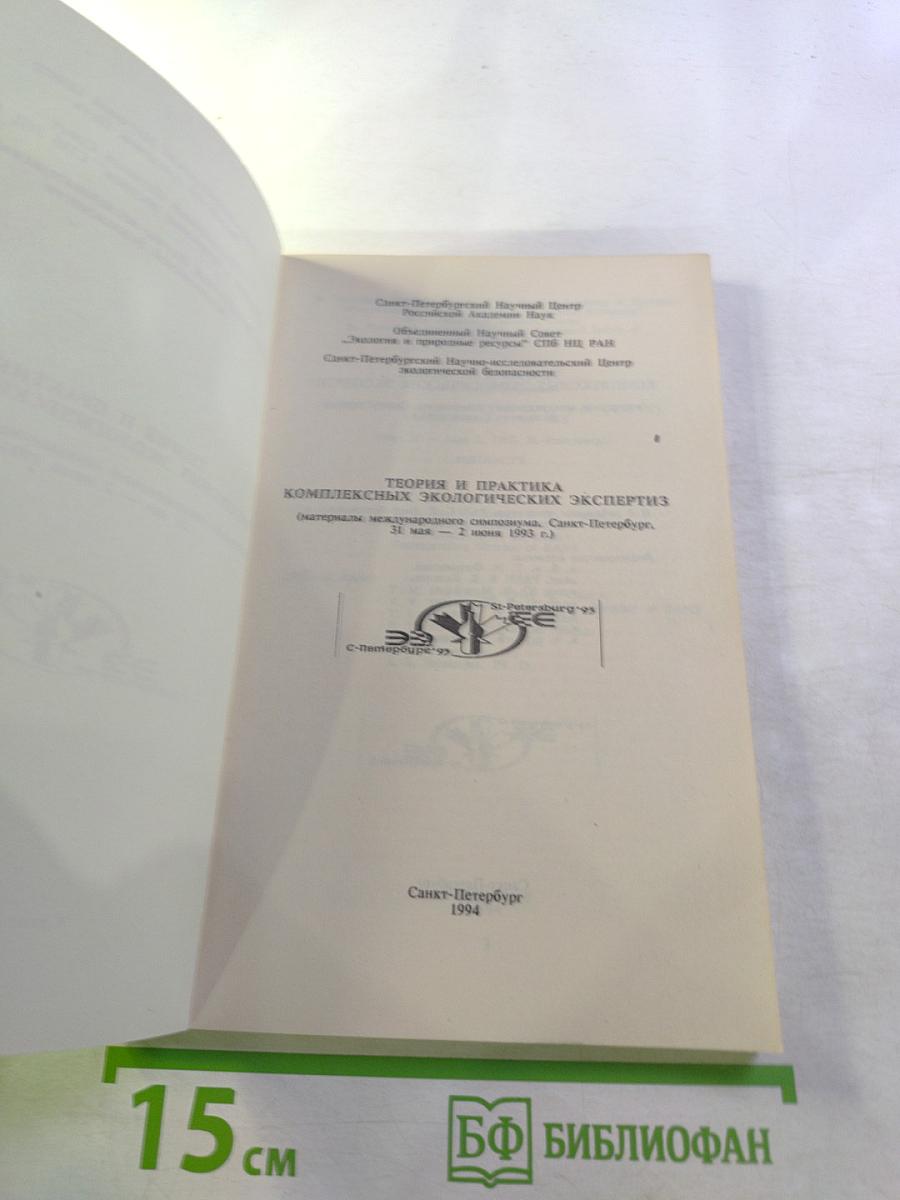 Санкт-Петербургский Научный Центр
Российской Академии Наук
Объединенный Научный Совет
„Экология и природные ресурсы" СПб НЦ РАН
Санкт-Петербургский Научно-исследовательский Центр
экологической безопасности
ТЕОРИЯ И ПРАКТИКА
КОМПЛЕКСНЫХ ЭКОЛОГИЧЕСКИХ ЭКСПЕРТИЗ
(материалы международного симпозиума, Санкт-Петербург,
31 мая — 2 июня 1993 г.)
St-Petersburg'93
ЭЭ
С-Петербург'93
Санкт-Петербург
1994
15 см
БФ БИБЛИОФАН